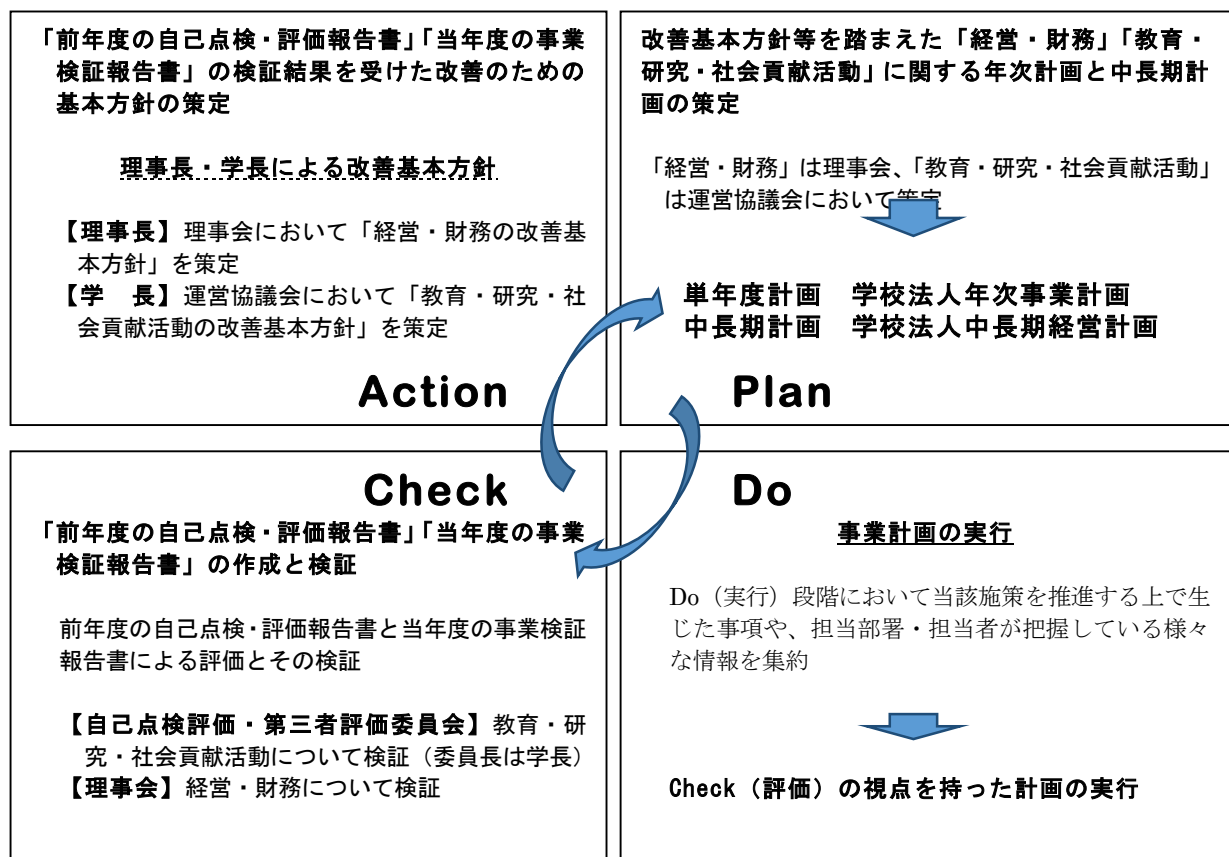 「前年度の自己点検・評価報告書」「当年度の事業
検証報告書」の検証結果を受けた改善のための
基本方針の策定
理事長・学長による改善基本方針
【理事長】理事会において「経営・財務の改善基
本方針」を策定
【学　長】運営協議会において「教育・研究・社
会貢献活動の改善基本方針」を策定
Action
改善基本方針等を踏まえた「経営・財務」「教育・
研究・社会貢献活動」に関する年次計画と中長期計
画の策定
「経営・財務」は理事会、「教育・研究・社会貢献活動」
は運営協議会において策定
単年度計画　学校法人年次事業計画
中長期計画　学校法人中長期経営計画
Plan
Check
「前年度の自己点検・評価報告書」「当年度の事業
検証報告書」の作成と検証
前年度の自己点検・評価報告書と当年度の事業検証
報告書による評価とその検証
【自己点検評価・第三者評価委員会】教育・研
究・社会貢献活動について検証（委員長は学長）
【理事会】経営・財務について検証
Do
事業計画の実行
Do（実行）段階において当該施策を推進する上で生
じた事項や、担当部署・担当者が把握している様々
な情報を集約
Check（評価）の視点を持った計画の実行